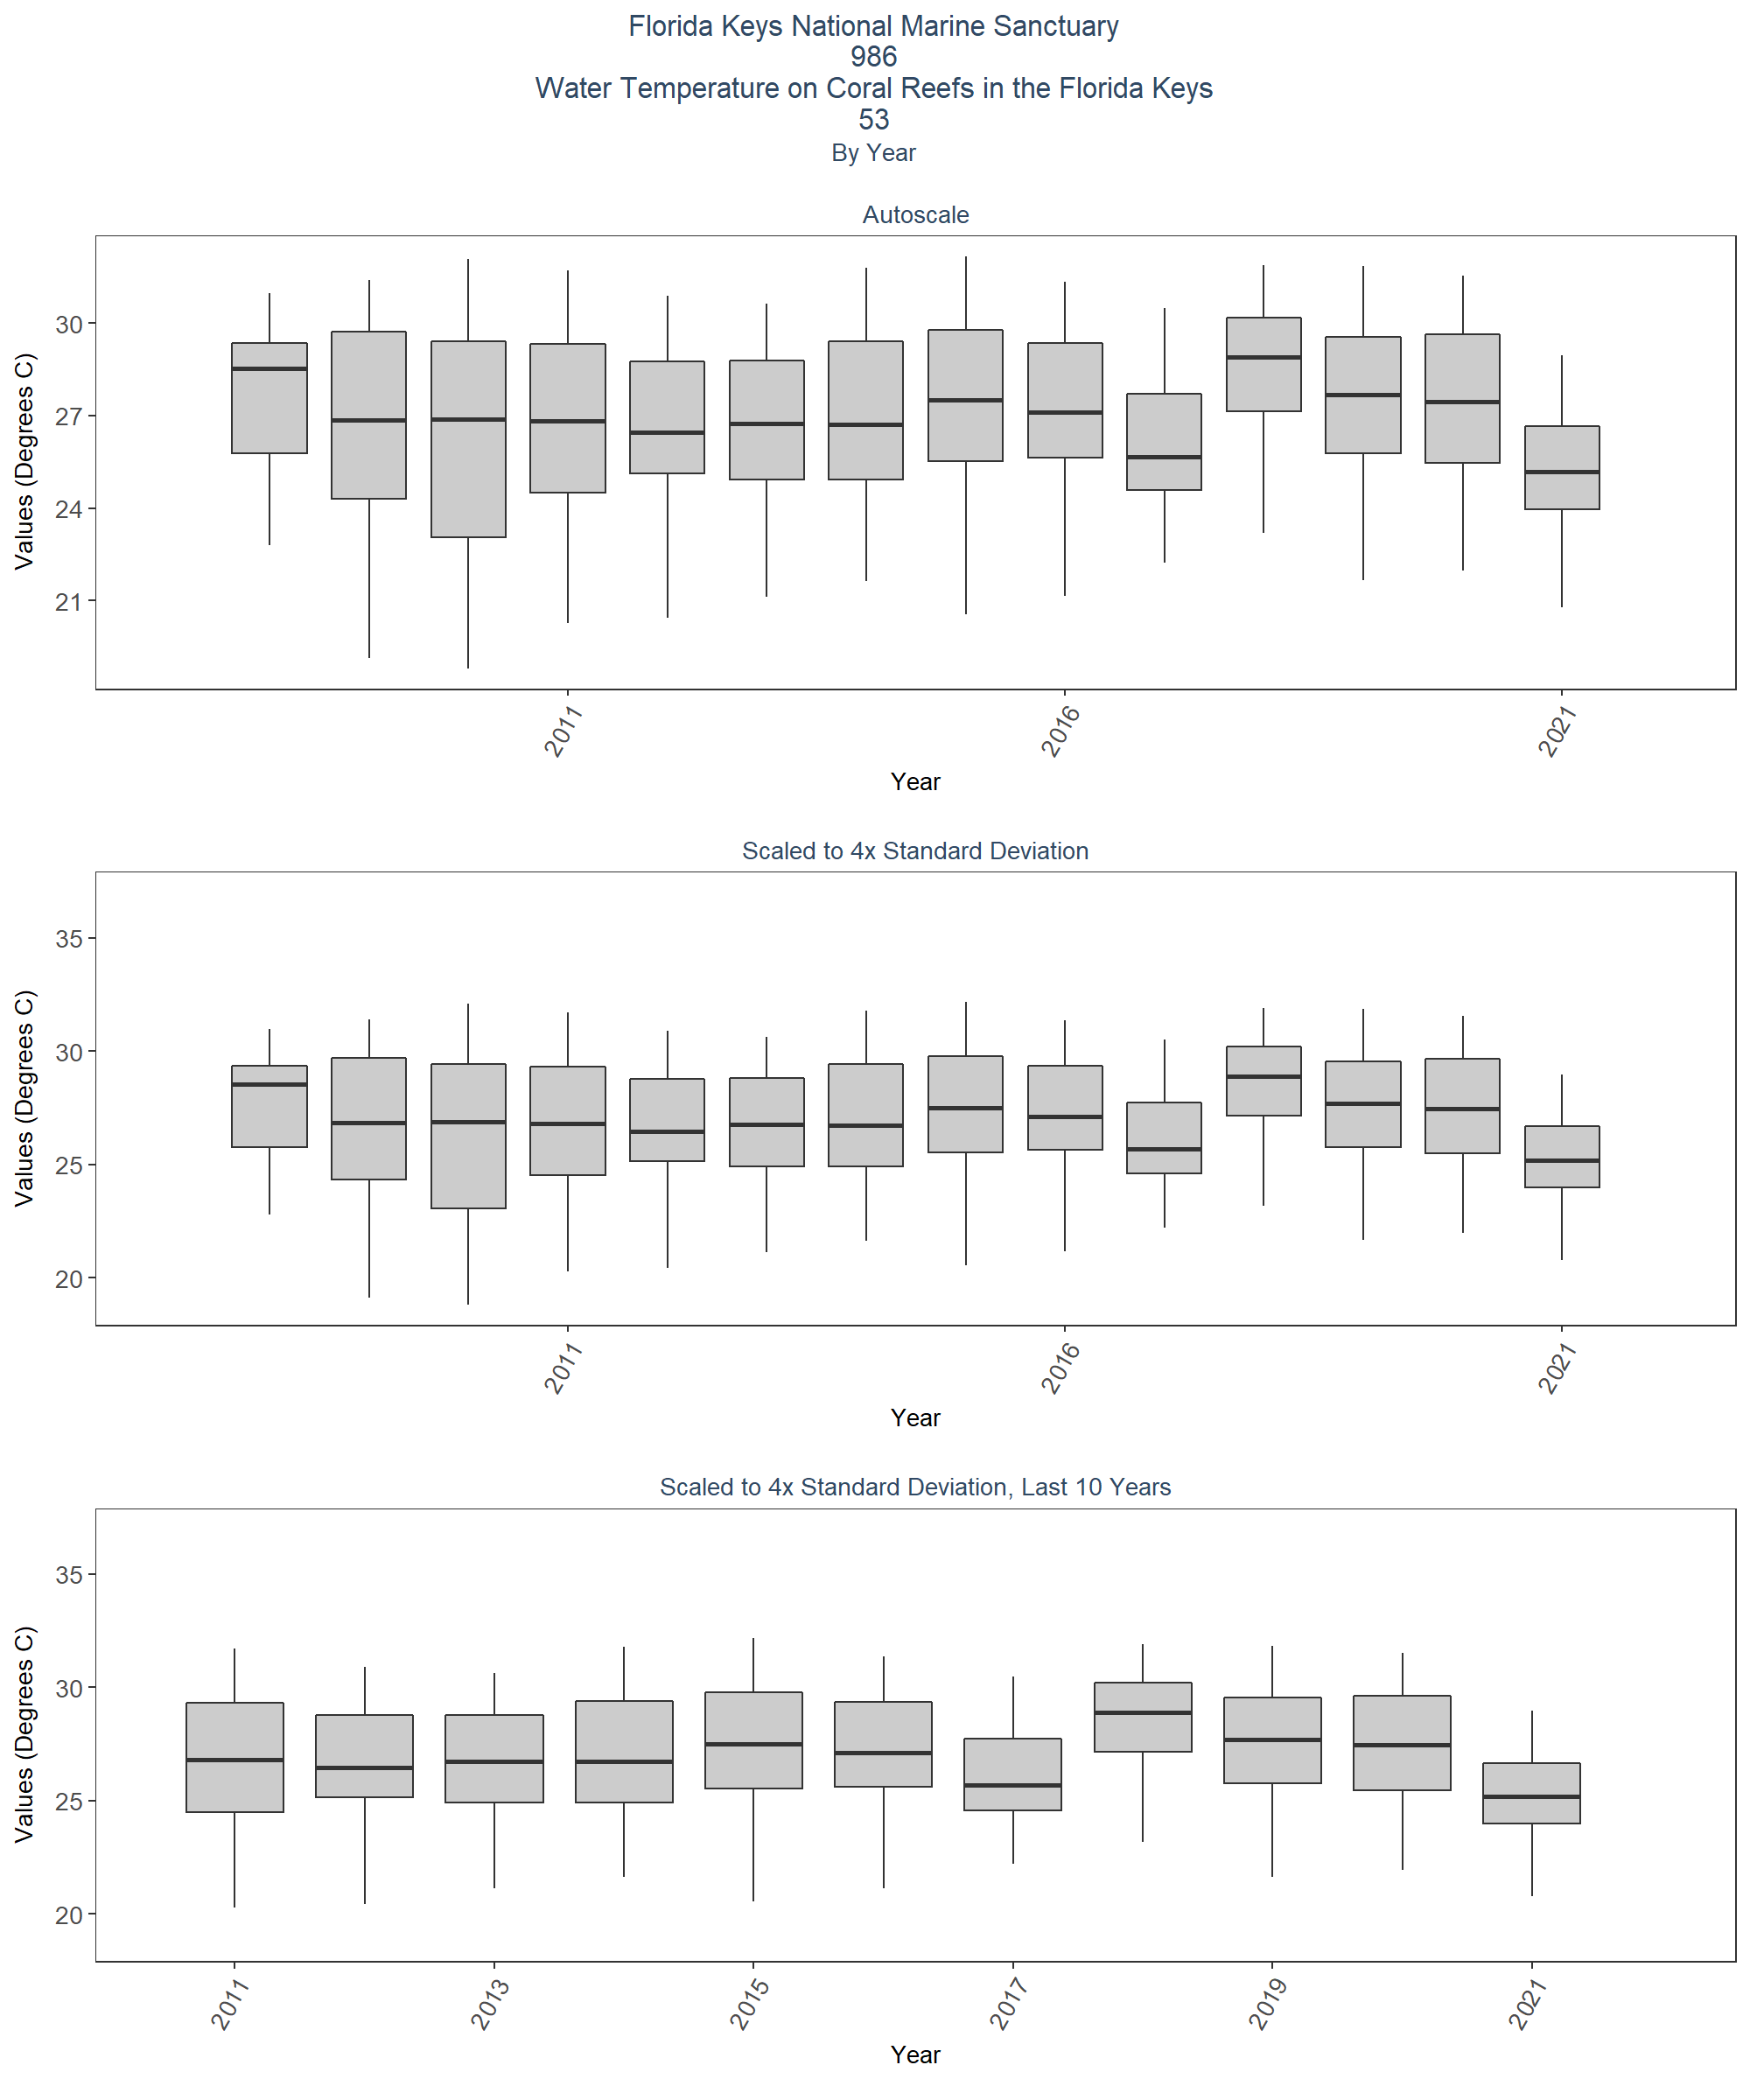 Florida Keys National Marine Sanctuary
986
Water Temperature on Coral Reefs in the Florida Keys
53
By Year
Autoscale
Values (Degrees C)
30
27
24
21
2011
2016
2021
Year
Scaled to 4x Standard Deviation
Values (Degrees C)
35
30
25
20
2011
2016
2021
Year
Scaled to 4x Standard Deviation, Last 10 Years
Values (Degrees C)
35
30
25
20
2011
2013
2015
2017
2019
2021
Year